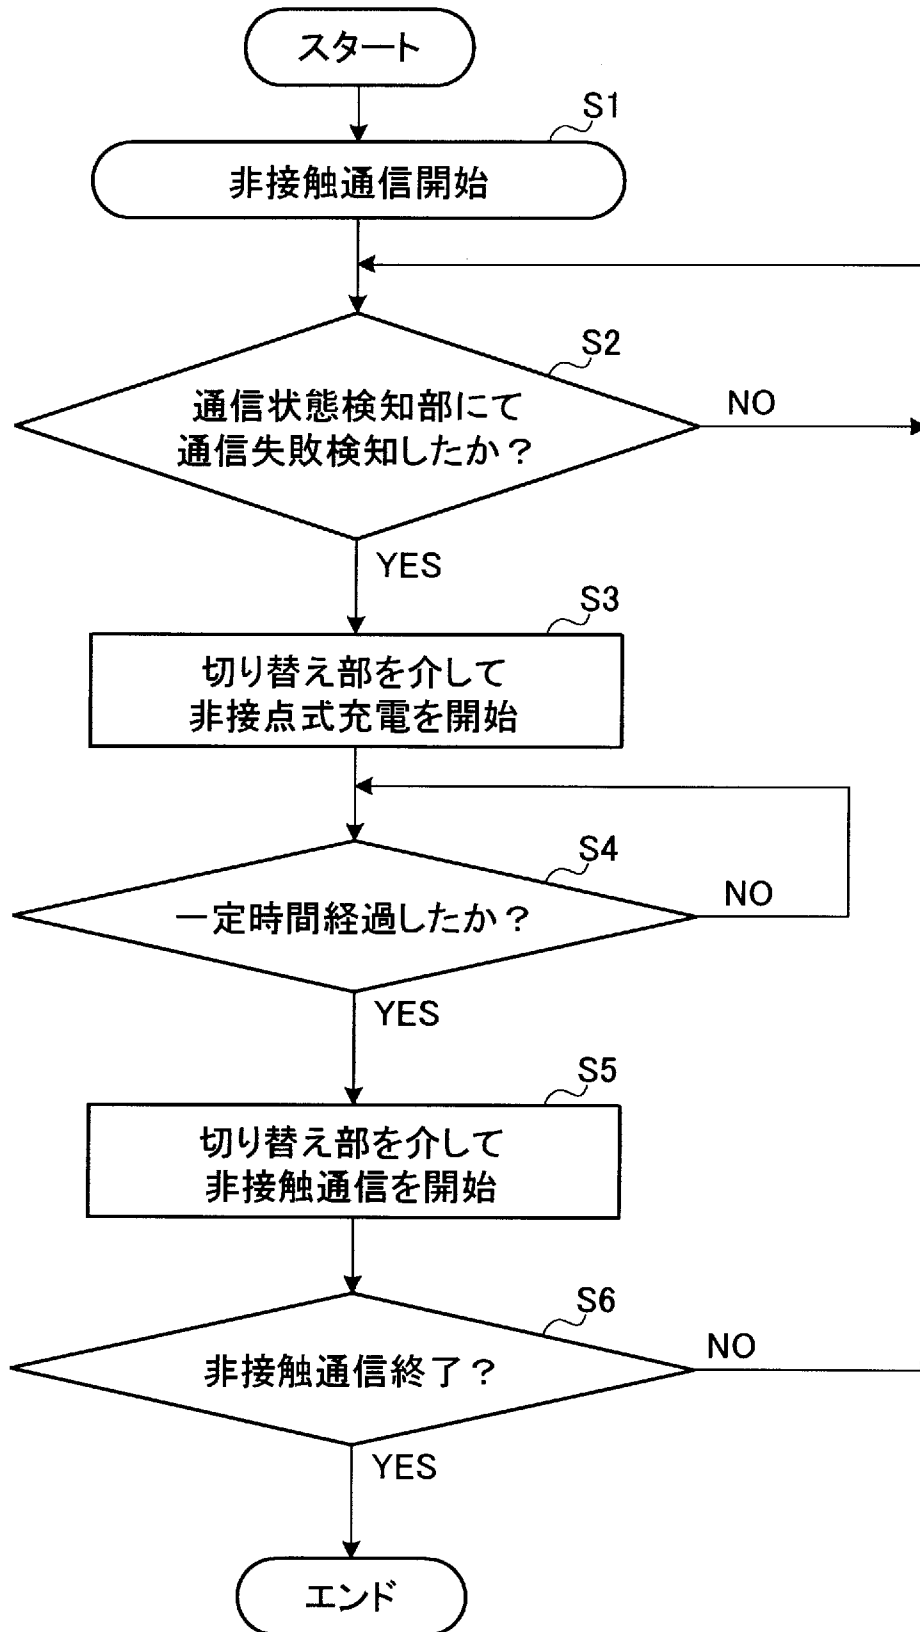 スタート
S1
非接触通信開始
S2
通信状態検知部にて
通信失敗検知したか？
NO
YES
S3
切り替え部を介して
非接点式充電を開始
S4
一定時間経過したか？
NO
YES
S5
切り替え部を介して
非接触通信を開始
S6
非接触通信終了？
NO
YES
エンド